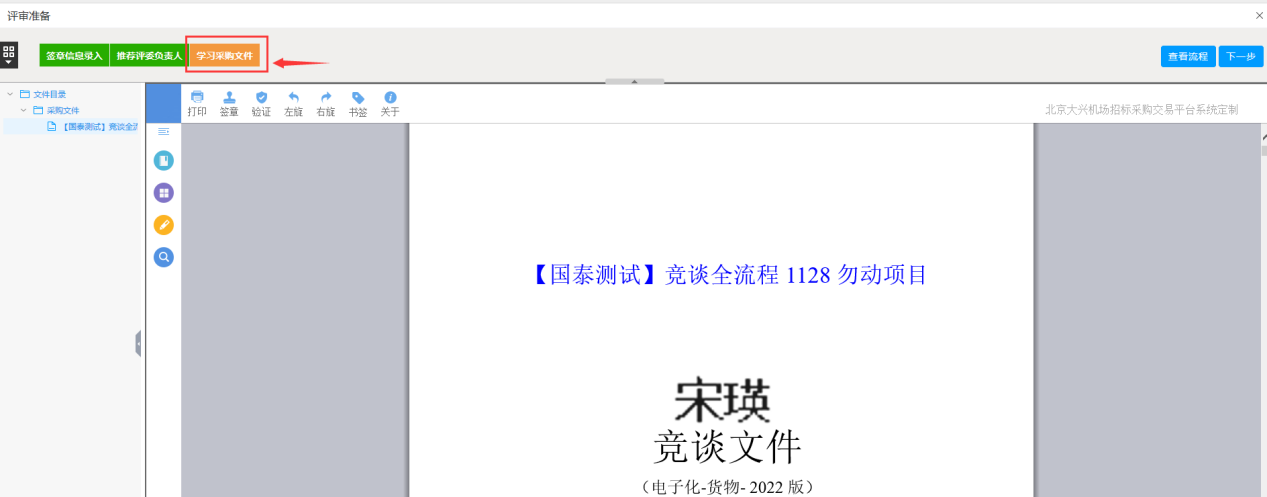 评审准备
签章信息录入 推荐评委负责人 学习采购文件 查看流程 下一步
文件目录
采购文件
【国泰测试】竞谈全
打印 签章 验证 左旋 右旋 书签 关于
北京大兴机场招标采购交易平台系统定制
【国泰测试】竞谈全流程 1128 勿动项目
宋瑛
竞谈文件
（电子化-货物- 2022 版）